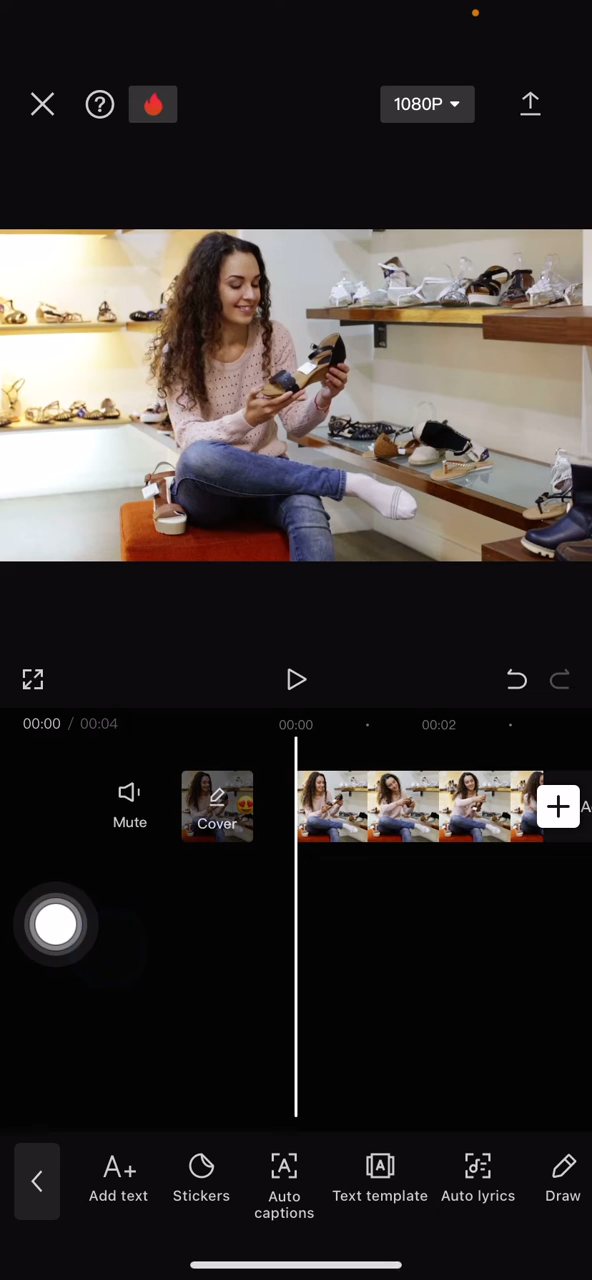 1080P
00:00 / 00:04
00:00
00:02
Mute
Cover
A
Add text
Stickers
Auto
captions
Text template
Auto lyrics
Draw